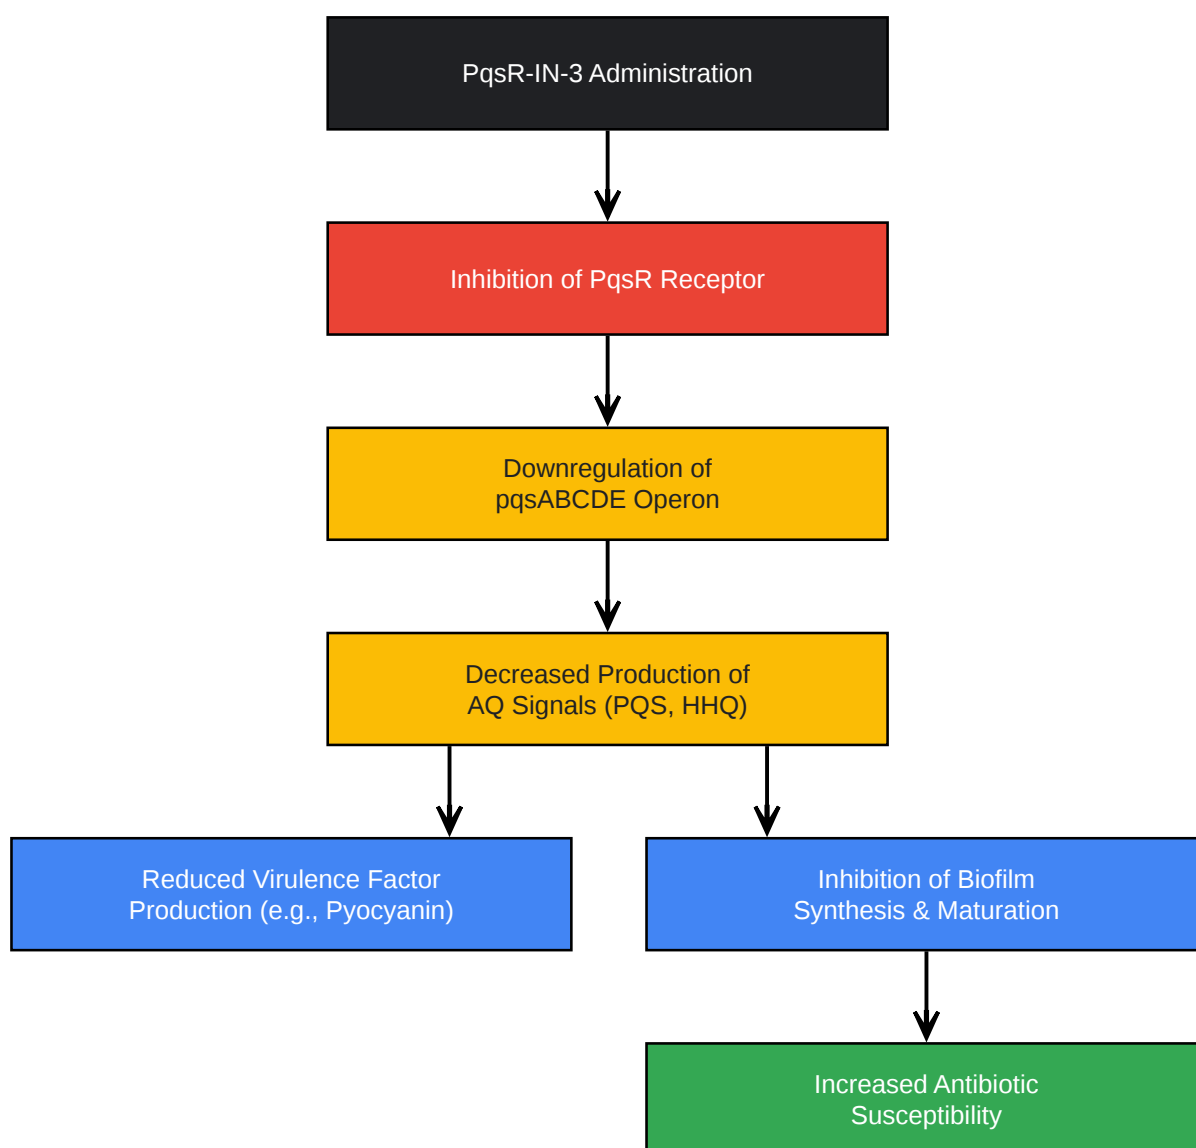 PqsR-IN-3 Administration
Inhibition of PqsR Receptor
Downregulation of
pqsABCDE Operon
Decreased Production of
AQ Signals (PQS, HHQ)
Reduced Virulence Factor
Production (e.g., Pyocyanin)
Inhibition of Biofilm
Synthesis & Maturation
Increased Antibiotic
Susceptibility